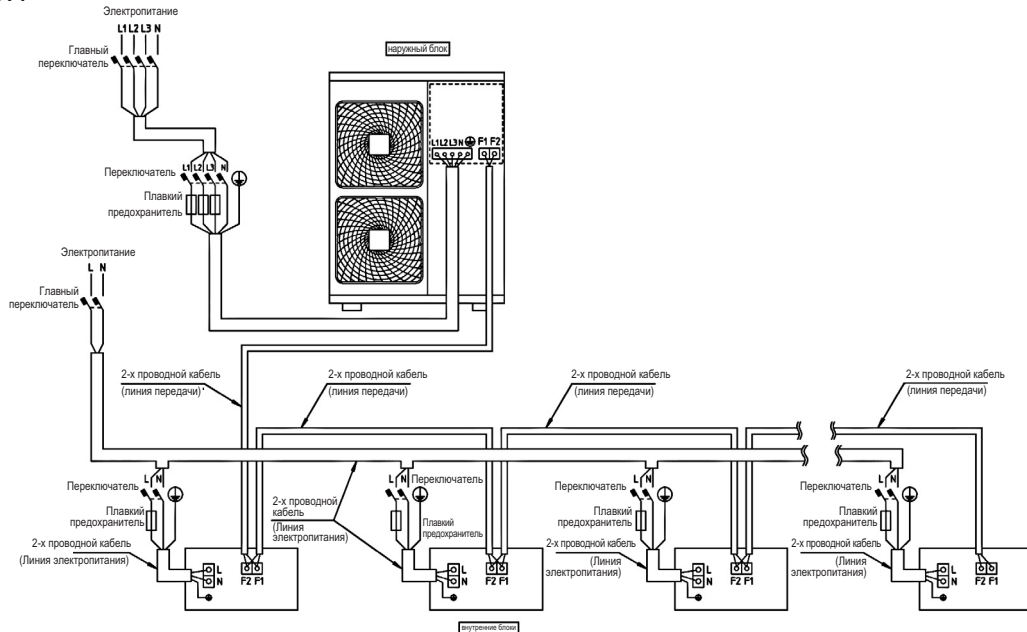 Электропитание
L1 L2 L3 N
Главный
переключатель
наружный блок
L1 L2 L3 N F1 F2
L1 L2 L3 N
Переключатель
Плавкий
предохранитель
Электропитание
L N
Главный
переключатель
2-х проводной кабель
(линия передачи)
2-х проводной кабель
(линия передачи)
2-х проводной кабель
(линия передачи)
2-х проводной кабель
(линия передачи)
L N
Переключатель
Плавкий
предохранитель
2-х проводной кабель
(Линия электропитания)
L
N
F2 F1
2-х проводной
кабель
(Линия
электропитания)
L N
Переключатель
Плавкий
предохранитель
L
N
F2 F1
L N
Переключатель
Плавкий
предохранитель
2-х проводной кабель
(Линия
электропитания)
L
N
F2 F1
L N
Переключатель
Плавкий
предохранитель
2-х проводной кабель
(Линия
электропитания)
L
N
F2 F1
внутренние блоки